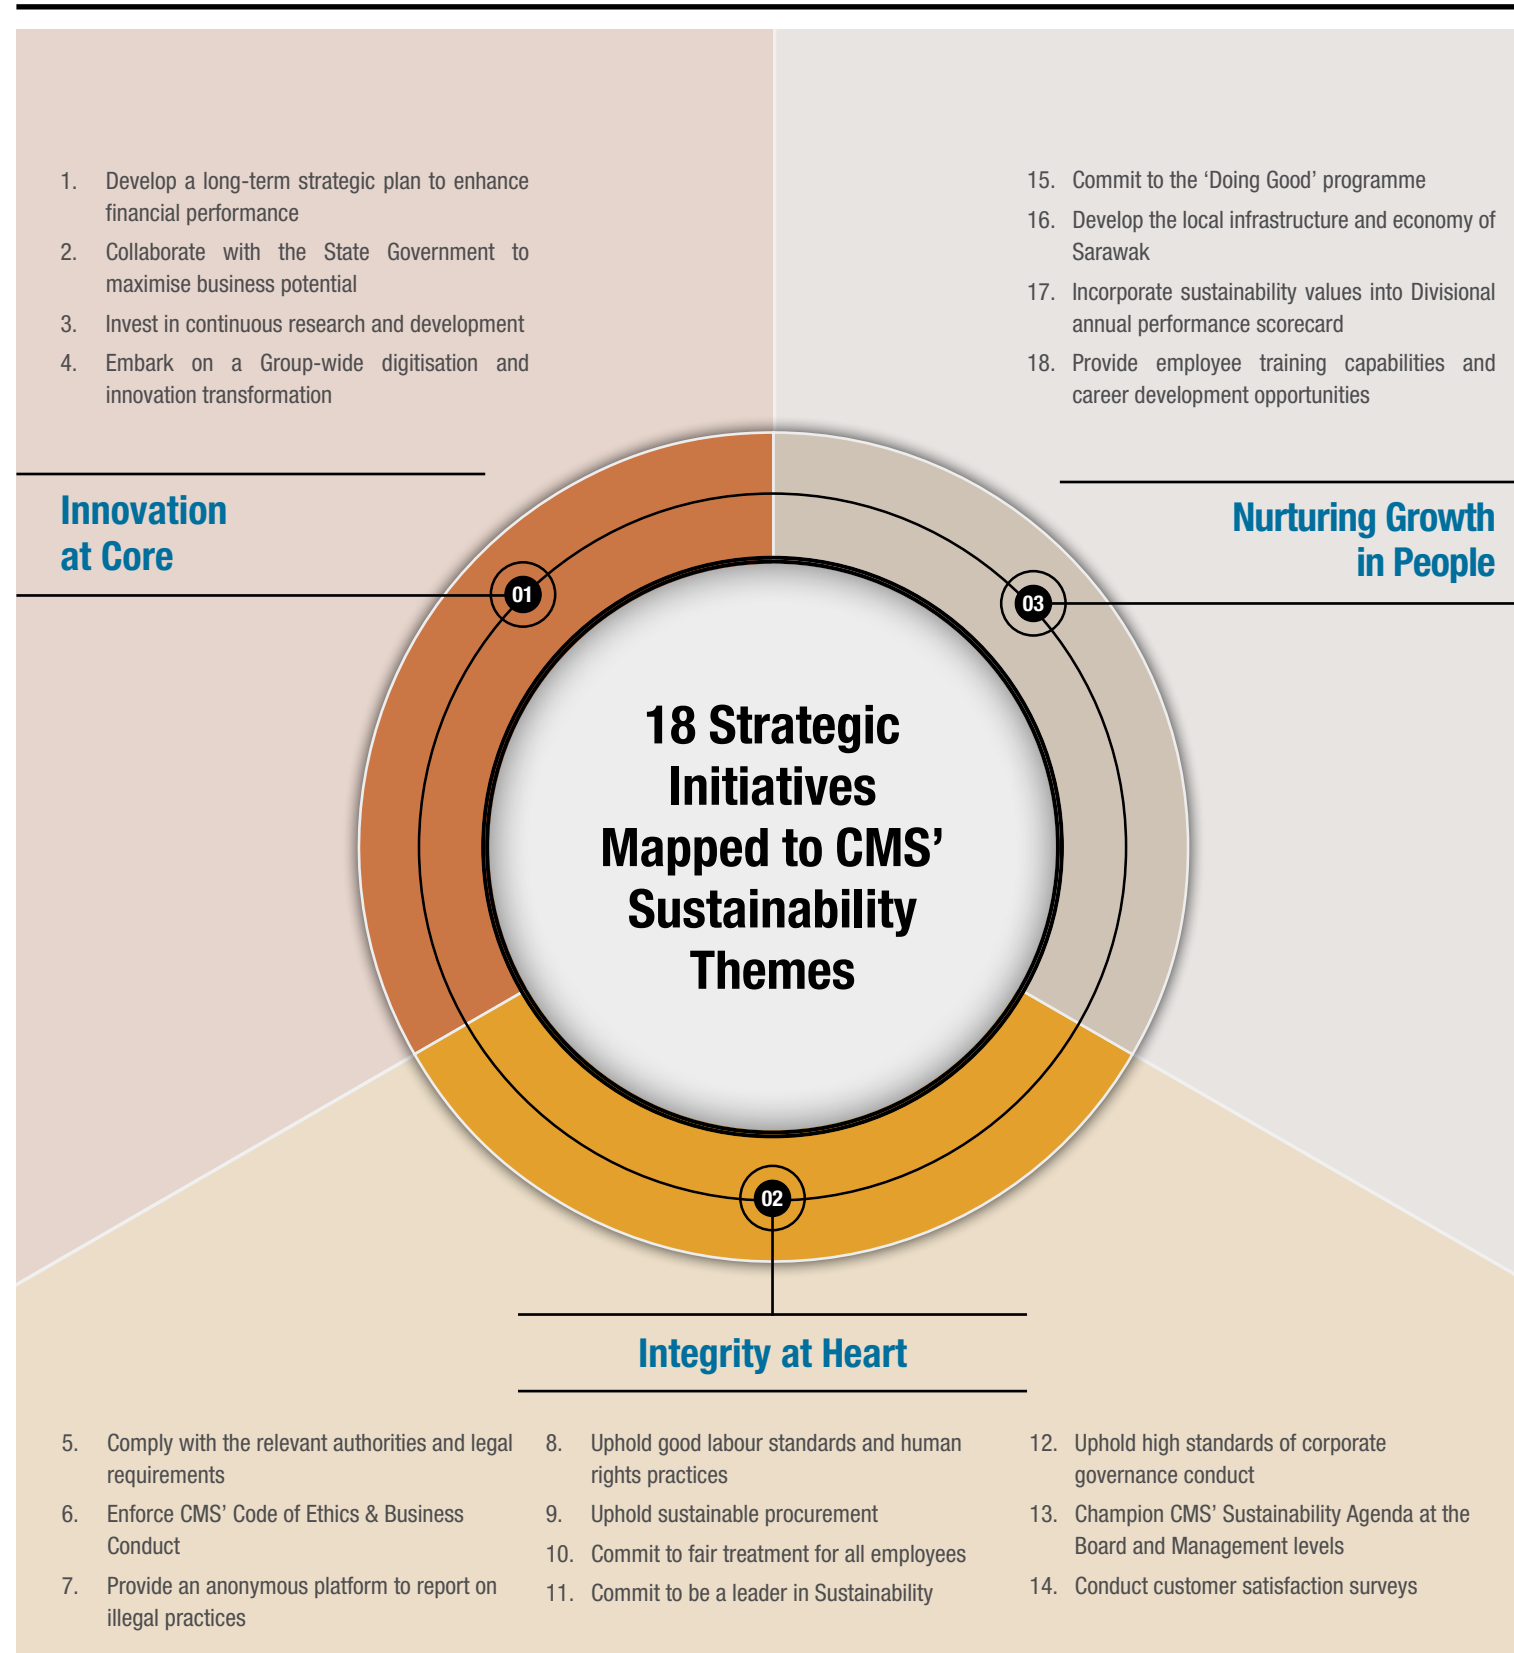 1. Develop a long-term strategic plan to enhance
financial performance
2. Collaborate with the State Government to
maximise business potential
3. Invest in continuous research and development
4. Embark on a Group-wide digitisation and
innovation transformation
Innovation
at Core
01
15. Commit to the ‘Doing Good’ programme
16. Develop the local infrastructure and economy of
Sarawak
17. Incorporate sustainability values into Divisional
annual performance scorecard
18. Provide employee training capabilities and
career development opportunities
Nurturing Growth
in People
03
18 Strategic
Initiatives
Mapped to CMS’
Sustainability
Themes
02
Integrity at Heart
5. Comply with the relevant authorities and legal
requirements
6. Enforce CMS’ Code of Ethics & Business
Conduct
7. Provide an anonymous platform to report on
illegal practices
8. Uphold good labour standards and human
rights practices
9. Uphold sustainable procurement
10. Commit to fair treatment for all employees
11. Commit to be a leader in Sustainability
12. Uphold high standards of corporate
governance conduct
13. Champion CMS’ Sustainability Agenda at the
Board and Management levels
14. Conduct customer satisfaction surveys